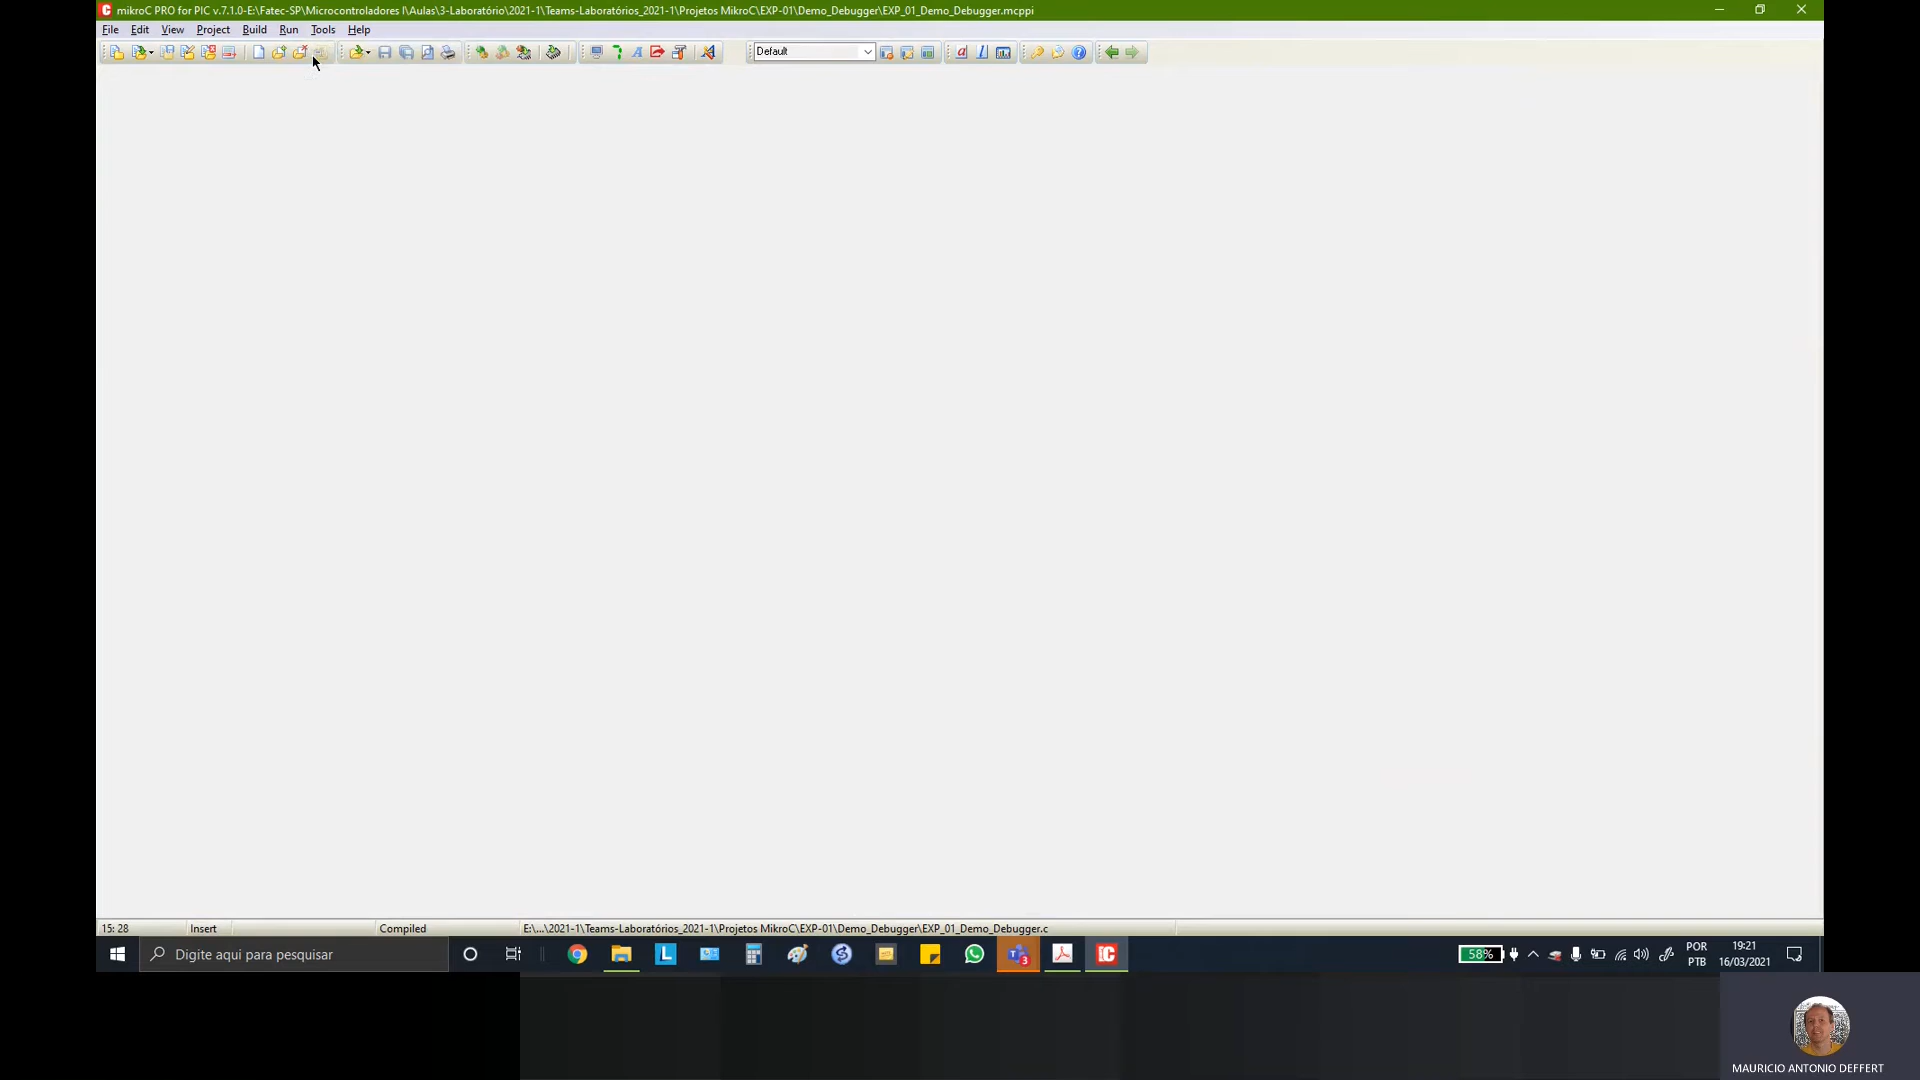 mikroC PRO for PIC v.7.1.0-E:\Fatec-SP\Microcontroladores I\Aulas\3-Laboratório\2021-1\Teams-Laboratórios_2021-1\Projetos MikroC\EXP-01\Demo_Debugger\EXP_01_Demo_Debugger.mcppi
File Edit View Project Build Run Tools Help
Default
15: 28 Insert Compiled E:\...\2021-1\Teams-Laboratórios_2021-1\Projetos MikroC\EXP-01\Demo_Debugger\EXP_01_Demo_Debugger.c
Digite aqui para pesquisar
58%
POR
PTB
19:21
16/03/2021
MAURICIO ANTONIO DEFFERT